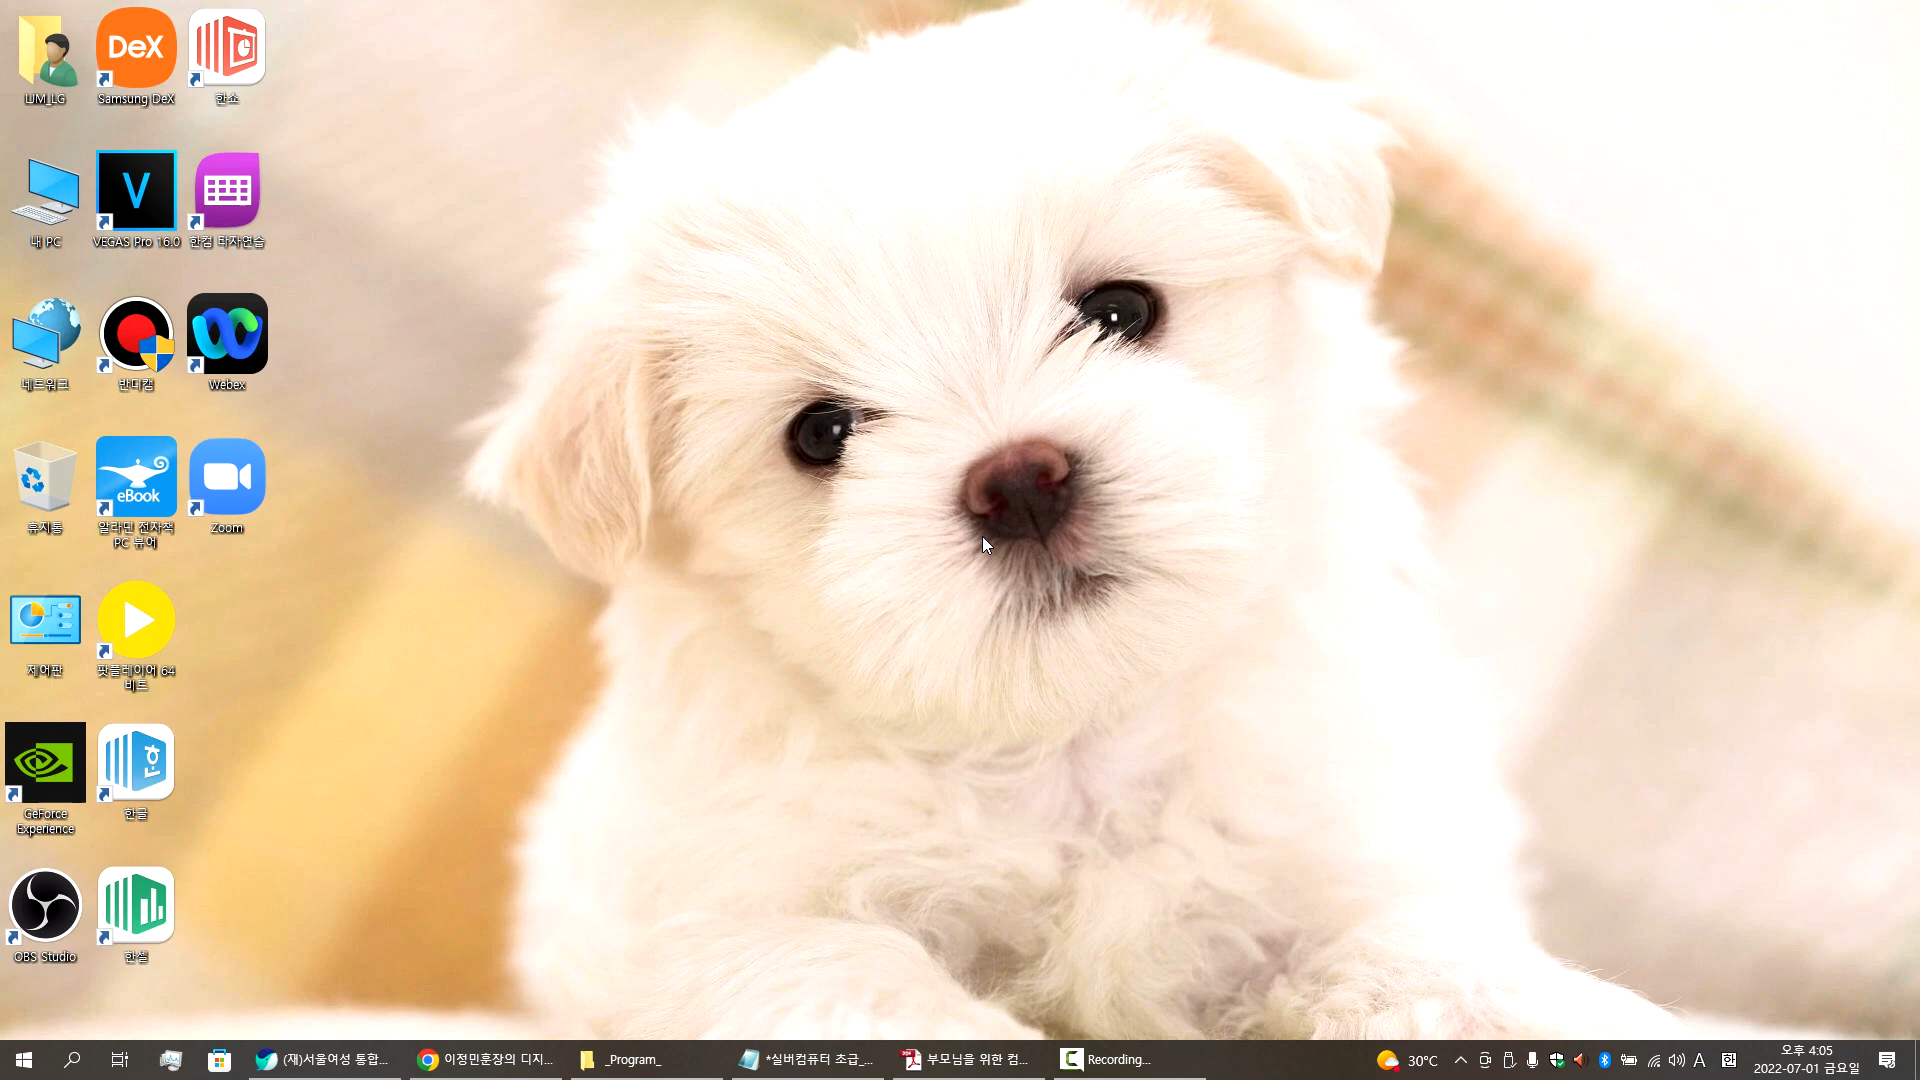 LJM_LG
DeX
Samsung DeX
한쇼
내 PC
V
VEGAS Pro 16.0
한컴 타자연습
네트워크
반디캠
Webex
휴지통
eBook
알라딘 전자책
PC 뷰어
Zoom
제어판
팟플레이어 64
비트
GeForce
Experience
한
한글
OBS Studio
한셀
(재)서울여성 통합...
이정민훈장의 디지...
_Program_
*실버컴퓨터 초급_...
부모님을 위한 컴...
Recording...
30°C
A
한
오후 4:05
2022-07-01 금요일